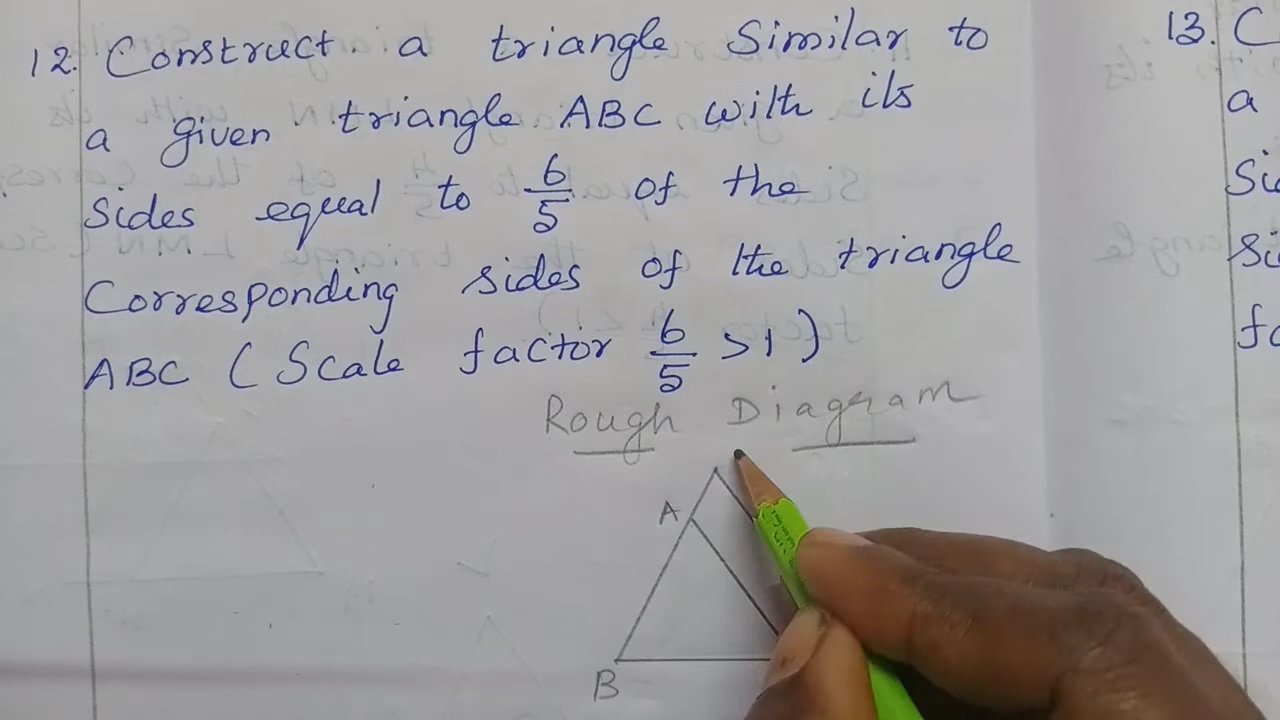 12. Construct a triangle Similar to
a given triangle ABC with its
Sides equal to 6/5 of the
Corresponding sides of the triangle
ABC (Scale factor 6/5 >1)
Rough Diagram
A
B
13. C
a
Si
Si
fa